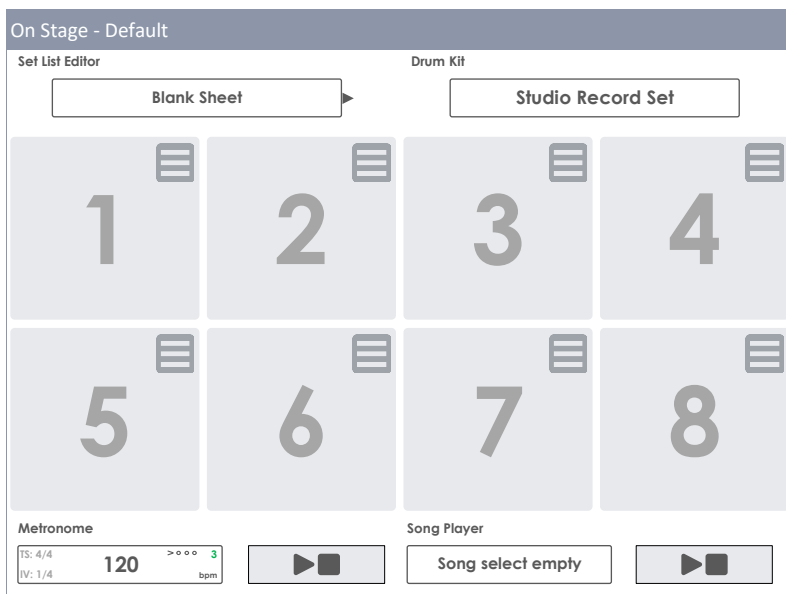 On Stage - Default
Set List Editor
Drum Kit
Blank Sheet
Studio Record Set
1
2
3
4
5
6
7
8
Metronome
Song Player
TS: 4/4
IV: 1/4
120
>ooo
3
bpm
Song select empty